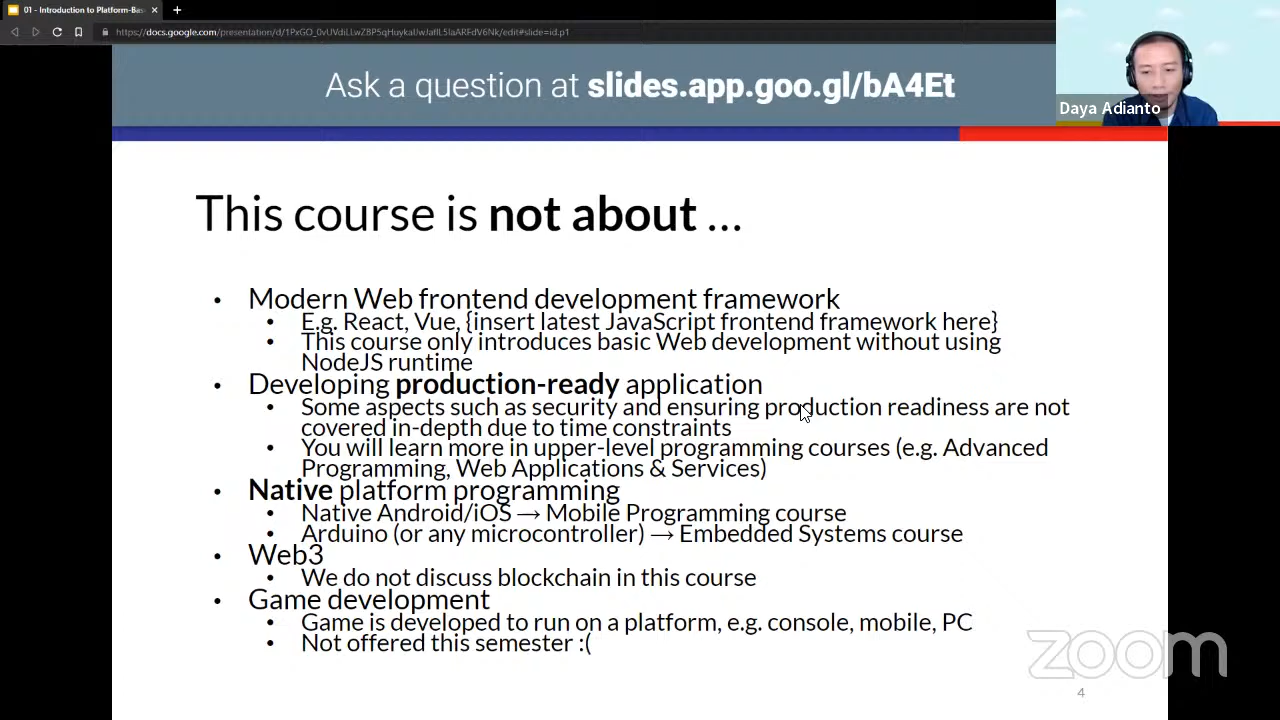 01 - Introduction to Platform-Bas
Ask a question at slides.app.goo.gl/bA4Et
Daya Adianto
This course is not about ...
• Modern Web frontend development framework
• E.g. React, Vue, {insert latest JavaScript frontend framework here}
• This course only introduces basic Web development without using
NodeJS runtime
• Developing production-ready application
• Some aspects such as security and ensuring production readiness are not
covered in-depth due to time constraints
• You will learn more in upper-level programming courses (e.g. Advanced
Programming, Web Applications & Services)
• Native platform programming
• Native Android/iOS → Mobile Programming course
• Arduino (or any microcontroller) → Embedded Systems course
• Web3
• We do not discuss blockchain in this course
• Game development
• Game is developed to run on a platform, e.g. console, mobile, PC
• Not offered this semester :(
zoom
4